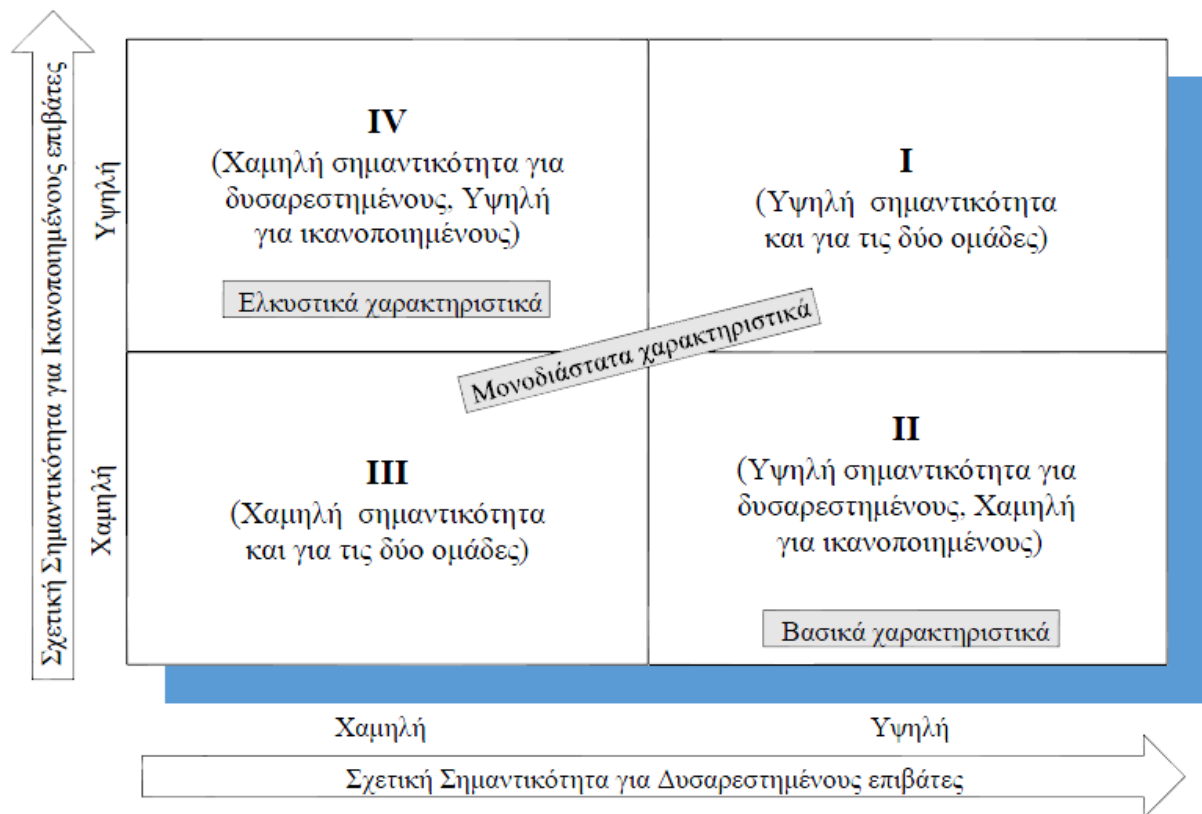 Σχετική Σημαντικότητα για Ικανοποιημένους επιβάτες
Υψηλή
Χαμηλή
IV
(Χαμηλή σημαντικότητα για
δυσαρεστημένους, Υψηλή
για ικανοποιημένους)
Ελκυστικά χαρακτηριστικά
I
(Υψηλή σημαντικότητα
και για τις δύο ομάδες)
Μονοδιάστατα χαρακτηριστικά
III
(Χαμηλή σημαντικότητα
και για τις δύο ομάδες)
II
(Υψηλή σημαντικότητα για
δυσαρεστημένους, Χαμηλή
για ικανοποιημένους)
Βασικά χαρακτηριστικά
Χαμηλή
Υψηλή
Σχετική Σημαντικότητα για Δυσαρεστημένους επιβάτες